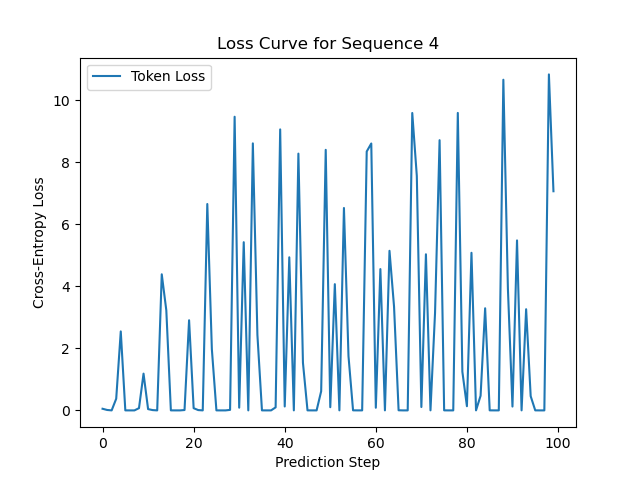 Loss Curve for Sequence 4
Token Loss
Cross-Entropy Loss
10
8
6
4
2
0
0 20 40 60 80 100
Prediction Step